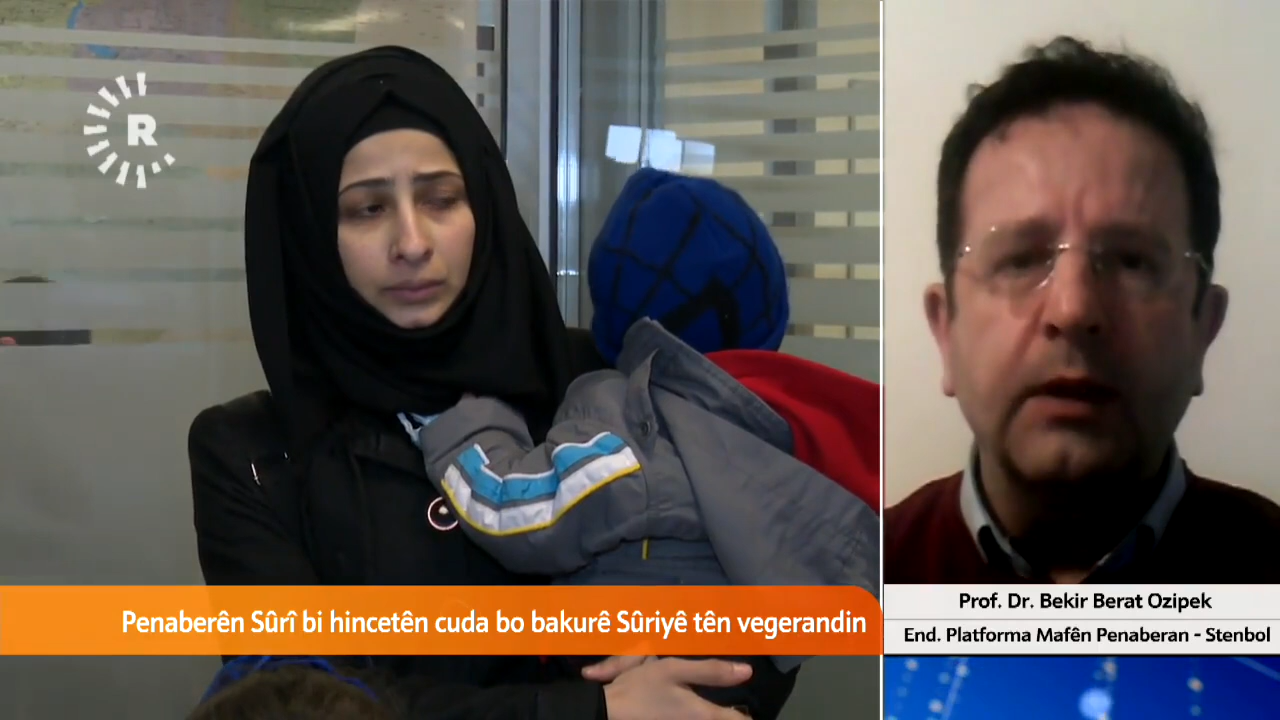 R
Penaberên Sûrî bi hincetên cuda bo bakurê Sûriyê tên vegerandin
Prof. Dr. Bekir Berat Ozipek
End. Platforma Mafên Penaberan - Stenbol